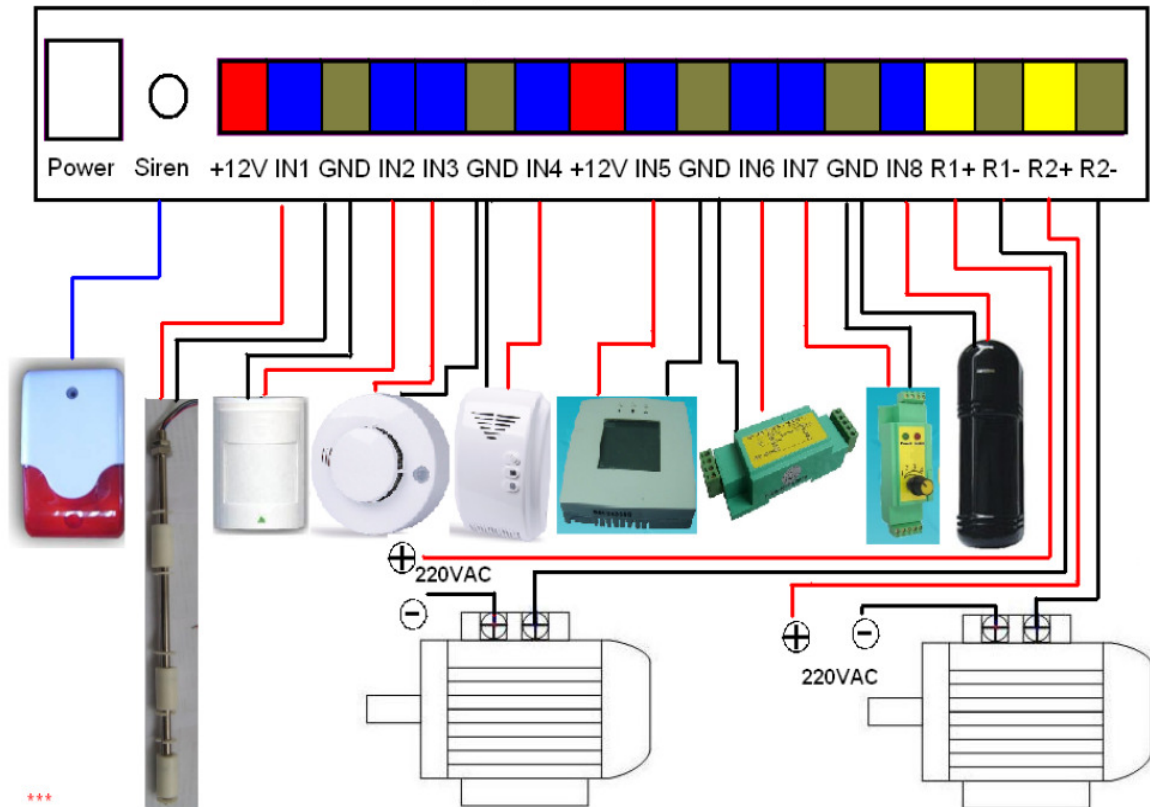 Power Siren +12V IN1 GND IN2 IN3 GND IN4 +12V IN5 GND IN6 IN7 GND IN8 R1+ R1- R2+ R2-
+
220VAC
-
+ -
220VAC
***